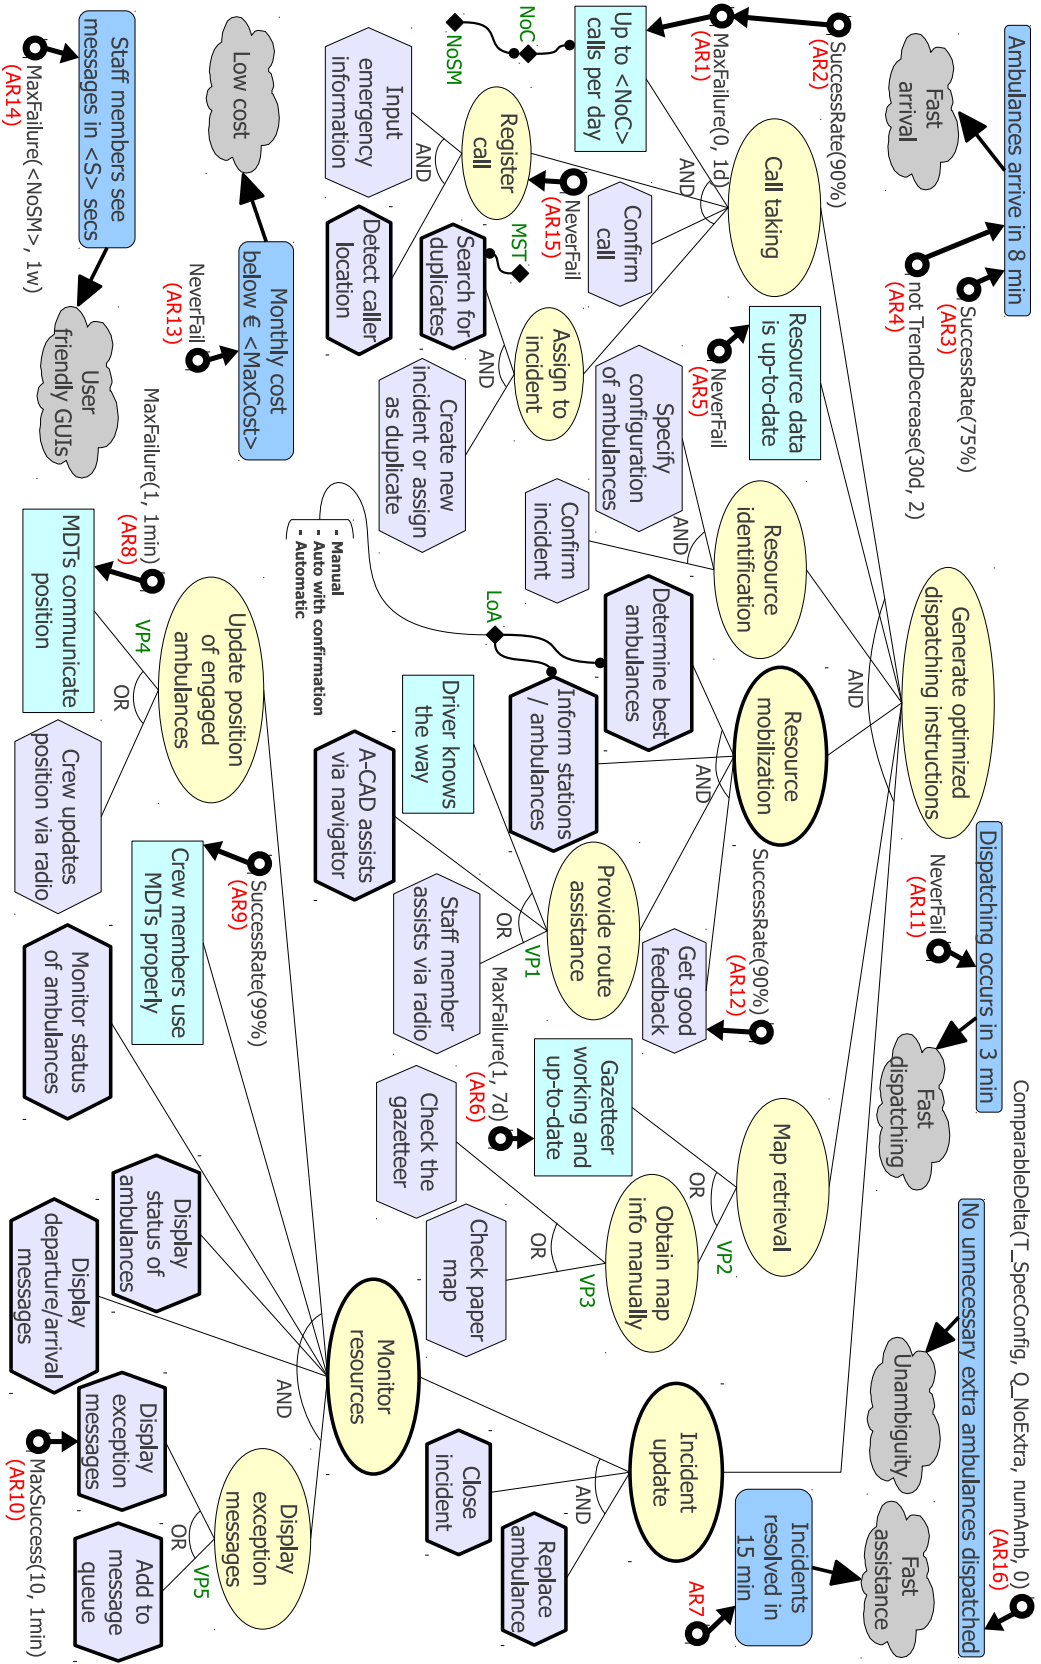 Ambulances arrive in 8 min
Fast
arrival
SuccessRate(75%)
(AR3)
not TrendDecrease(30d, 2)
(AR4)
SuccessRate(90%)
(AR2)
MaxFailure(0, 1d)
(AR1)
NoC
NoSM
Up to <NoC>
calls per day
Call taking
AND
Generate optimized
dispatching instructions
AND
Dispatching occurs in 3 min
NeverFail
(AR11)
Fast
dispatching
ComparableDelta(T_SpecConfig, Q_NoExtra, numAmb, 0)
(AR16)
No unnecessary extra ambulances dispatched
Unambiguity
Fast
assistance
Incidents
resolved in
15 min
AR7
Resource data
is up-to-date
NeverFail
(AR5)
Resource
identification
AND
Specify
configuration
of ambulances
Confirm
incident
Resource
mobilization
AND
SuccessRate(90%)
(AR12)
Get good
feedback
Determine best
ambulances
Inform stations
/ ambulances
LoA
- Manual
- Auto with confirmation
- Automatic
Provide route
assistance
VP1
OR
Driver knows
the way
A-CAD assists
via navigator
Staff member
assists via radio
Map retrieval
VP2
OR
Gazetteer
working and
up-to-date
MaxFailure(1, 7d)
(AR6)
Obtain map
info manually
VP3
OR
Check the
gazetteer
Check paper
map
Incident
update
AND
Close
incident
Replace
ambulance
Confirm
call
NeverFail
(AR15)
Register
call
AND
Input
emergency
information
Detect caller
location
MST
Search for
duplicates
Assign to
incident
AND
Create new
incident or assign
as duplicate
Low cost
Monthly cost
below € <MaxCost>
NeverFail
(AR13)
Staff members see
messages in <S> secs
MaxFailure(<NoSM>, 1w)
(AR14)
User
friendly GUIs
MaxFailure(1, 1min)
(AR8)
MDTs communicate
position
Update position
of engaged
ambulances
VP4
OR
Crew updates
position via radio
SuccessRate(99%)
(AR9)
Crew members use
MDTs properly
Monitor status
of ambulances
Display
status of
ambulances
Display
departure/arrival
messages
Monitor
resources
AND
Display
exception
messages
VP5
OR
Display
exception
messages
Add to
message
queue
MaxSuccess(10, 1min)
(AR10)